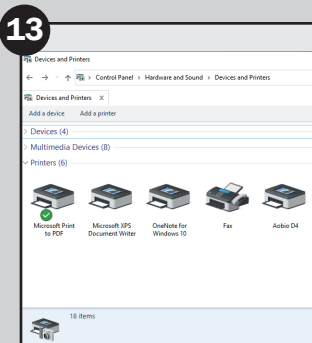 13
Devices and Printers
Control Panel > Hardware and Sound > Devices and Printers
Devices and Printers X
Add a device Add a printer
> Devices (4)
> Multimedia Devices (8)
Printers (6)
Microsoft Print to PDF
Microsoft XPS Document Writer
OneNote for Windows 10
Fax
Aobio D4
18 items